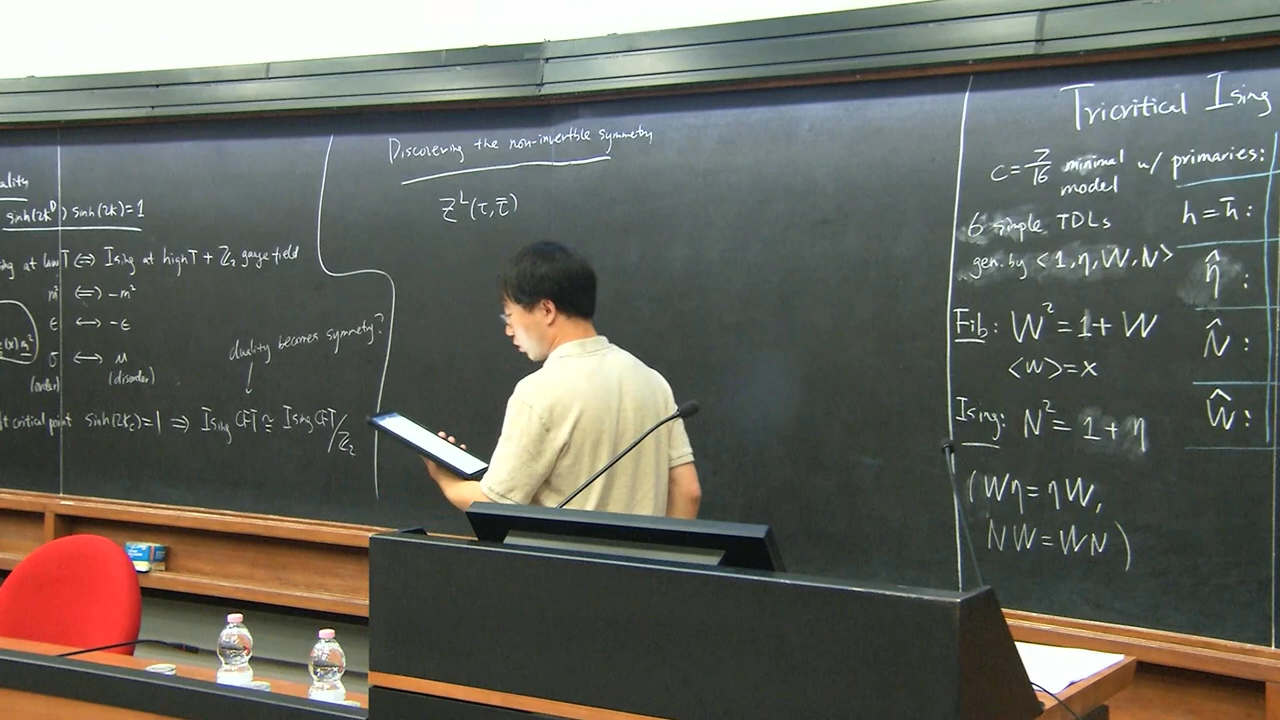 ality
sinh(2k^D) sinh(2k)=1
ng at low T ⟺ Ising at high T + ℤ₂ gauge field
m² ⟺ -m²
ϵ ⟷ -ϵ
σ ⟷ μ
(order) (disorder)
duality becomes symmetry?
t critical point sinh(2k_c)=1 ⇒ Ising CFT ≅ Ising CFT/ℤ₂
Discovering the non-invertible symmetry
Z^L(τ,τ̄)
Tricritical Ising
c=7/16 minimal model w/ primaries:
6 simple TDLs
gen. by <1,η,W,N>
Fib: W²=1+W
<W>=x
Ising: N²=1+η
(Wη=ηW,
NW=WN)
h=h̄:
η̂:
N̂:
Ŵ: